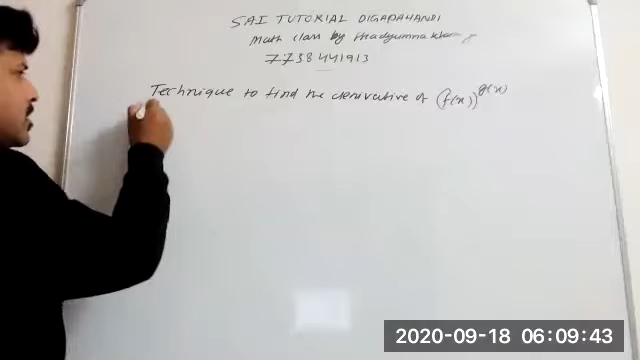 SAI TUTORIAL DIGAPAHANDI
Math class by Pradyumna Khan
7738441913
Technique to find the derivative of (f(x))^g(x)
2020-09-18 06:09:43